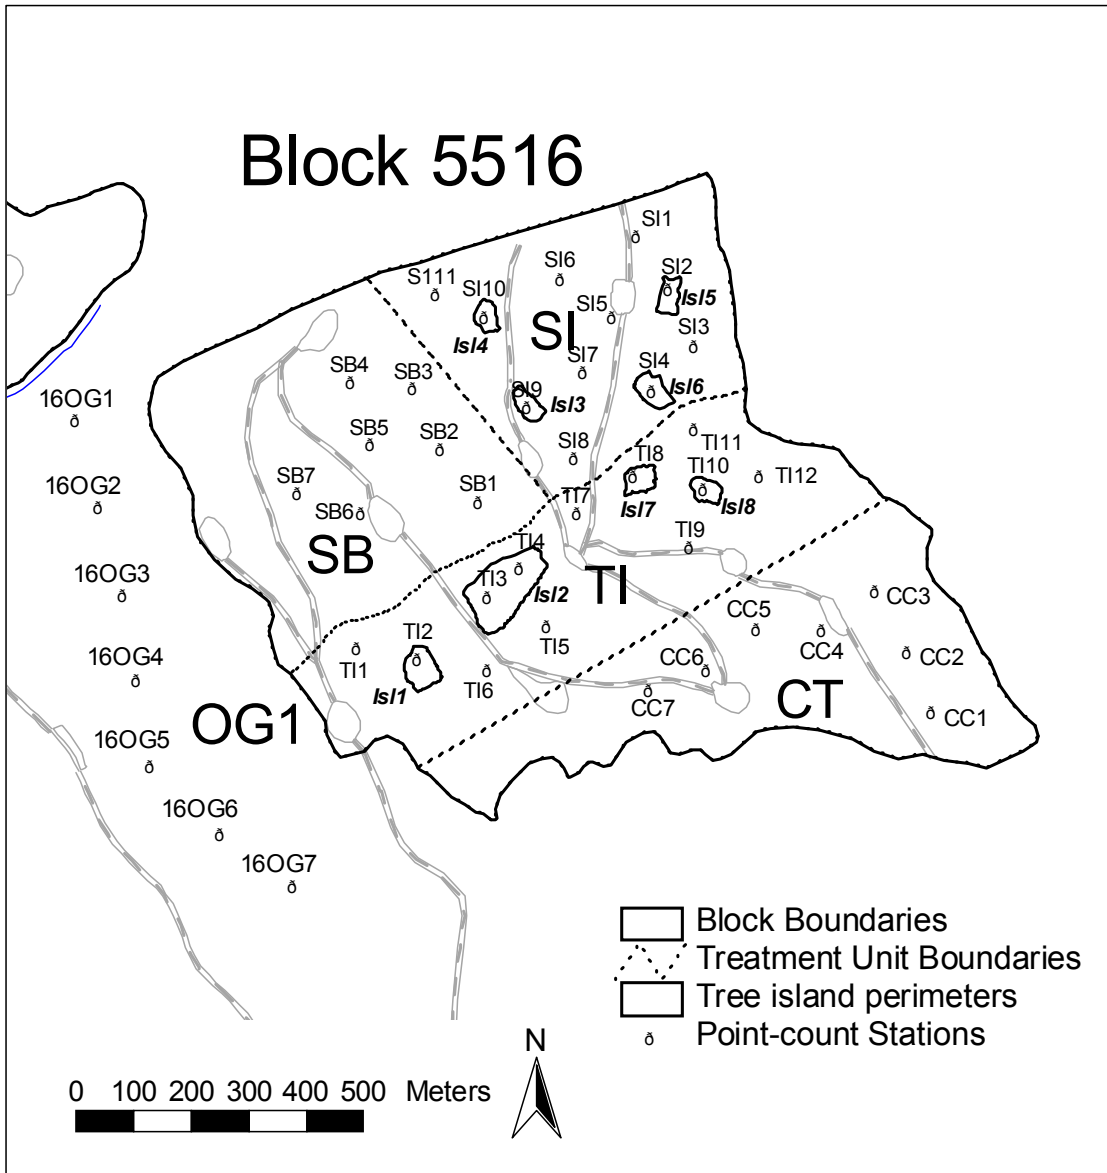 Block 5516
SI1
SI6
SI2
S111
SI10
Isl5
SI5
SI
SI3
Isl4
SI7
SI4
SB4
SB3
Isl6
SI9
Isl3
16OG1
SB5
SB2
SI8
TI11
TI8
TI10
TI12
SB7
SB1
16OG2
TI7
Isl7
Isl8
SB6
TI9
TI4
SB
16OG3
TI3
TI
Isl2
CC3
CC5
TI2
TI5
CC4
CC2
16OG4
TI1
TI6
CC6
Isl1
CT
CC7
CC1
OG1
16OG5
16OG6
16OG7
Block Boundaries
Treatment Unit Boundaries
Tree island perimeters
ð Point-count Stations
N
0 100 200 300 400 500 Meters